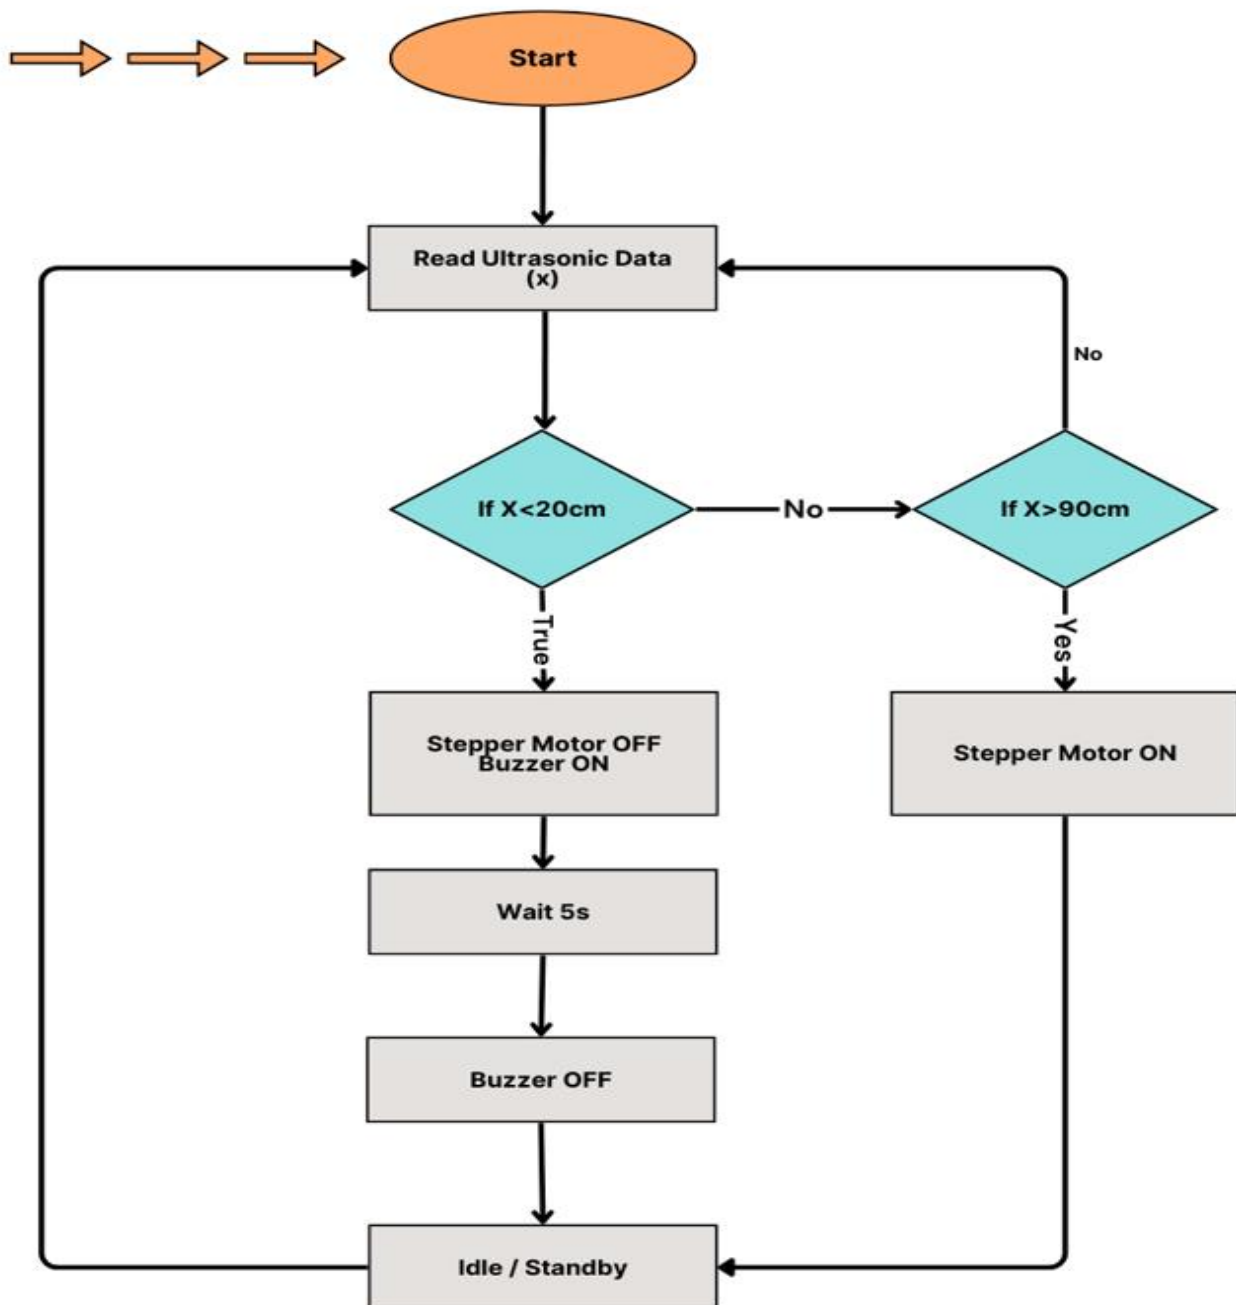 Start
Read Ultrasonic Data
(x)
No
If X<20cm
No
If X>90cm
True
Yes
Stepper Motor OFF
Buzzer ON
Stepper Motor ON
Wait 5s
Buzzer OFF
Idle / Standby